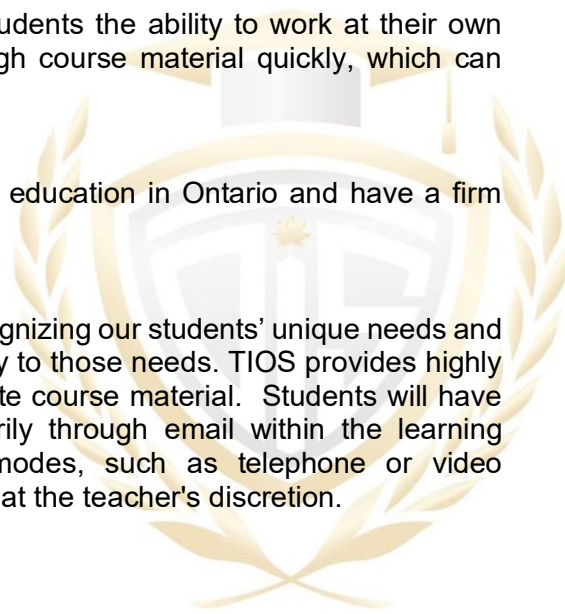 udents the ability to work at their own
gh course material quickly, which can
education in Ontario and have a firm
gnizing our students’ unique needs and
y to those needs. TIOS provides highly
te course material.  Students will have
rily through email within the learning
modes, such as telephone or video
at the teacher's discretion.